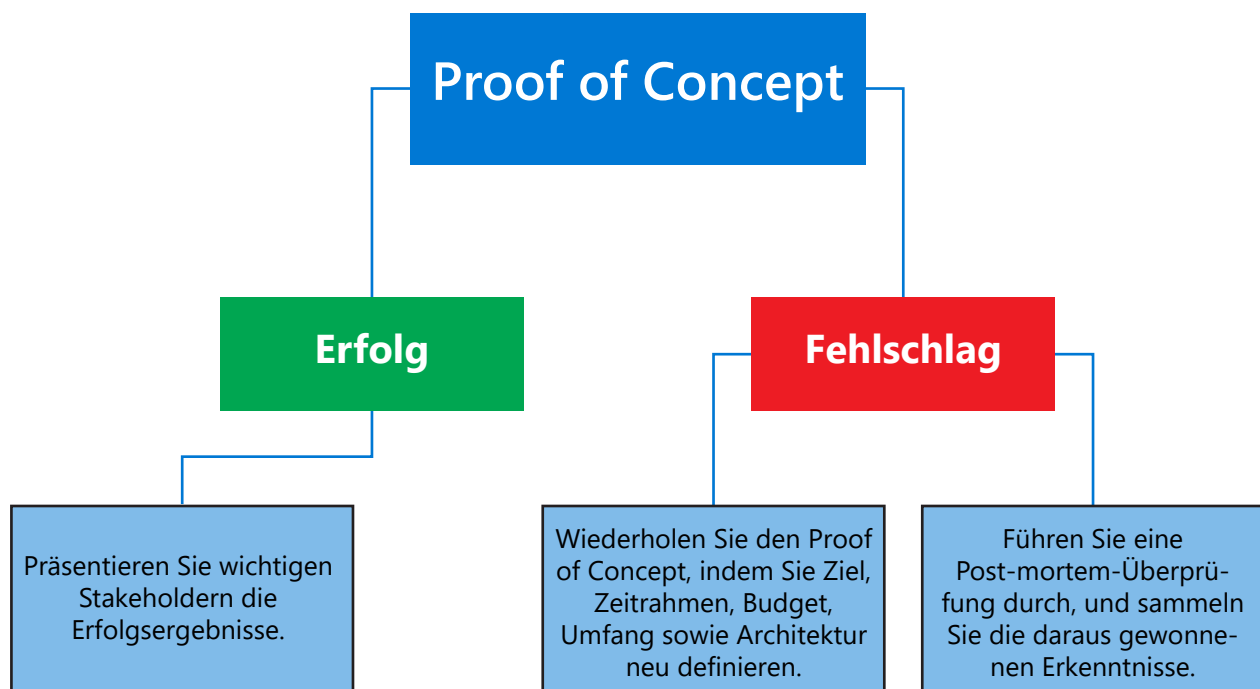 Proof of Concept
Erfolg
Fehlschlag
Präsentieren Sie wichtigen
Stakeholdern die
Erfolgsergebnisse.
Wiederholen Sie den Proof
of Concept, indem Sie Ziel,
Zeitrahmen, Budget,
Umfang sowie Architektur
neu definieren.
Führen Sie eine
Post-mortem-Überprü-
fung durch, und sammeln
Sie die daraus gewonne-
nen Erkenntnisse.